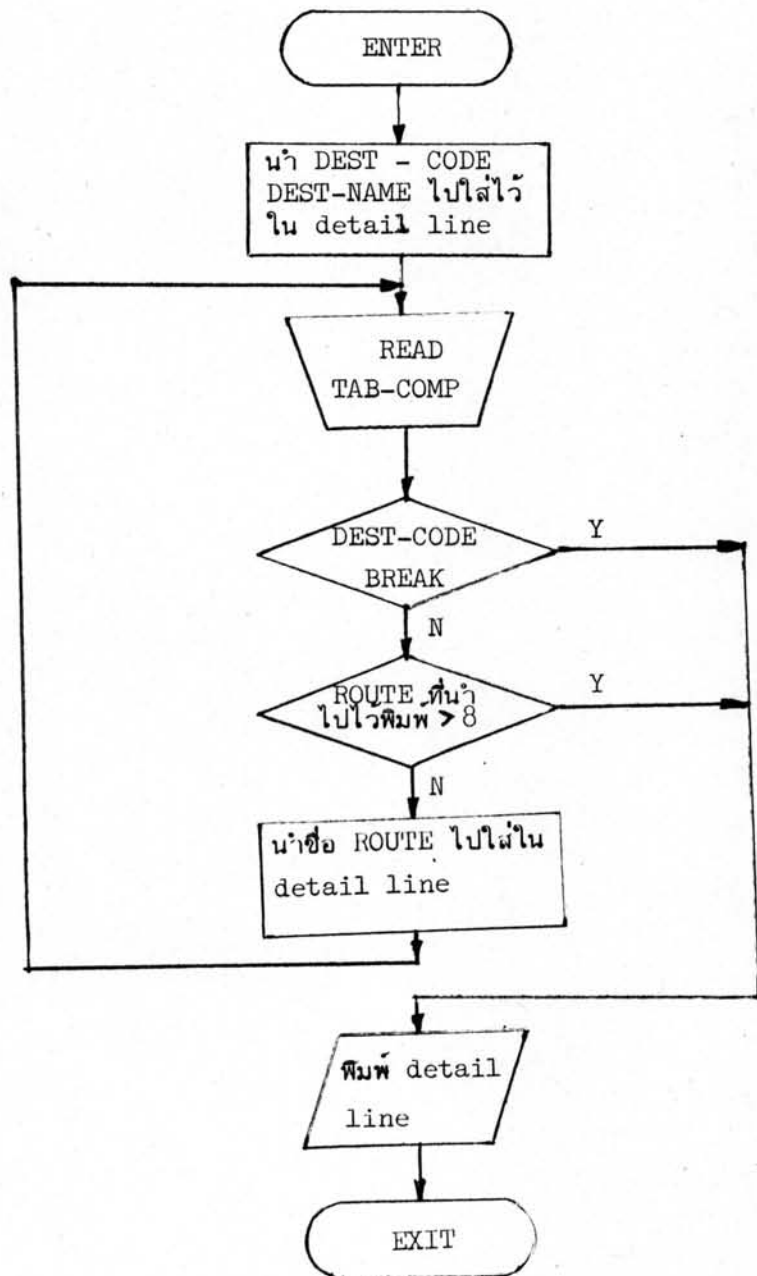 ENTER
นำ DEST - CODE
DEST-NAME ไปใส่ไว้
ใน detail line
READ
TAB-COMP
DEST-CODE
BREAK
Y
N
ROUTE ที่นำ
ไปไว้พิมพ์ > 8
Y
N
นำชื่อ ROUTE ไปใส่ใน
detail line
พิมพ์ detail
line
EXIT